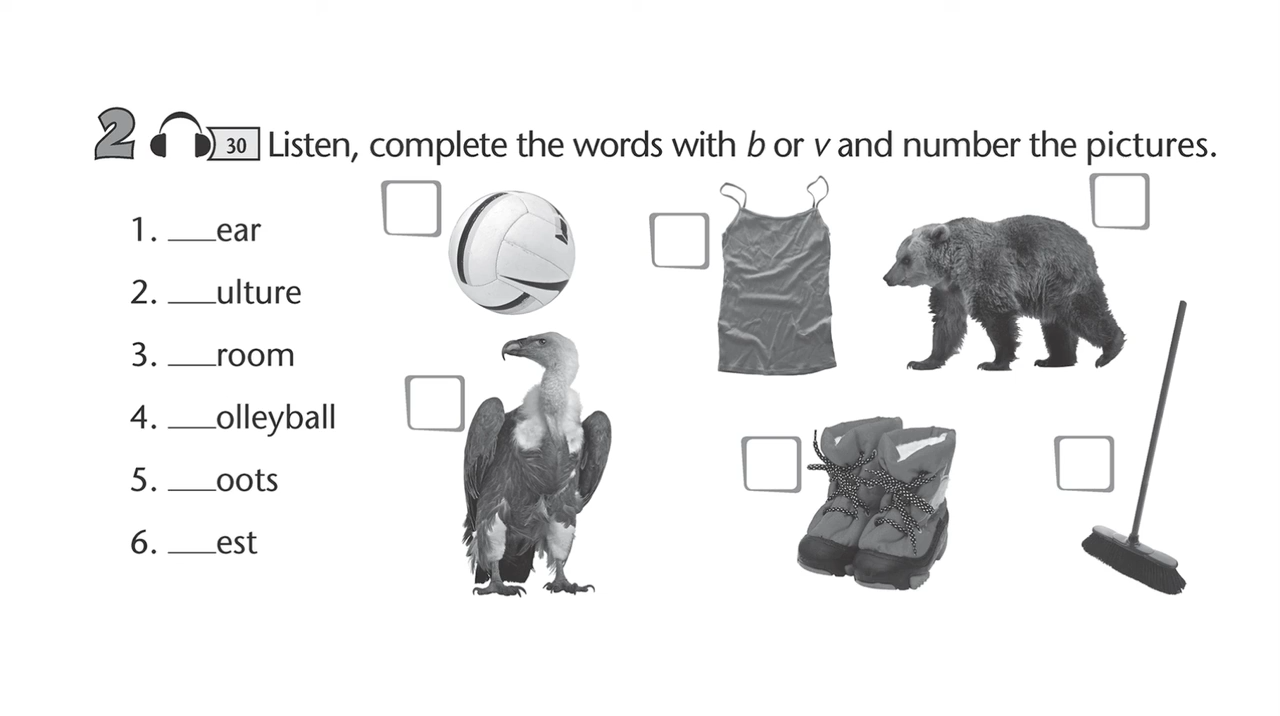 2 30 Listen, complete the words with b or v and number the pictures.
1. ___ear
2. ___ulture
3. ___room
4. ___olleyball
5. ___oots
6. ___est